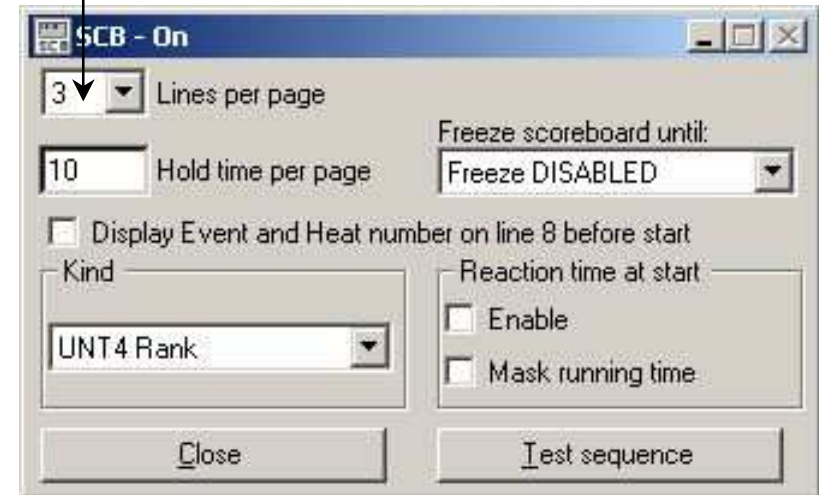 SCB - On
3 Lines per page
Freeze scoreboard until:
10 Hold time per page
Freeze DISABLED
Display Event and Heat number on line 8 before start
Kind
UNT4 Rank
Reaction time at start
Enable
Mask running time
Close
Test sequence